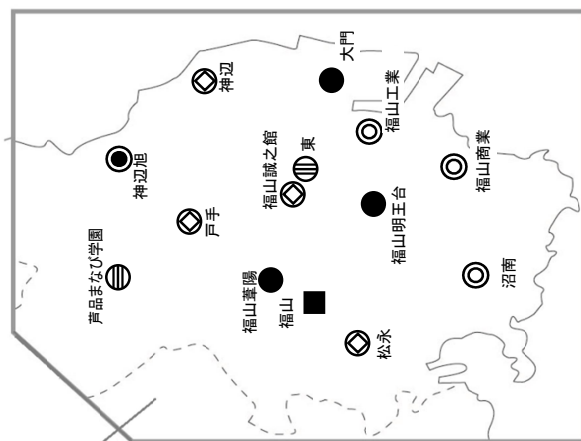 大門
神辺
福山工業
東
福山誠之館
福山商業
神辺旭
戸手
福山明王台
芦品まなび学園
福山葦陽
福山
沼南
松永